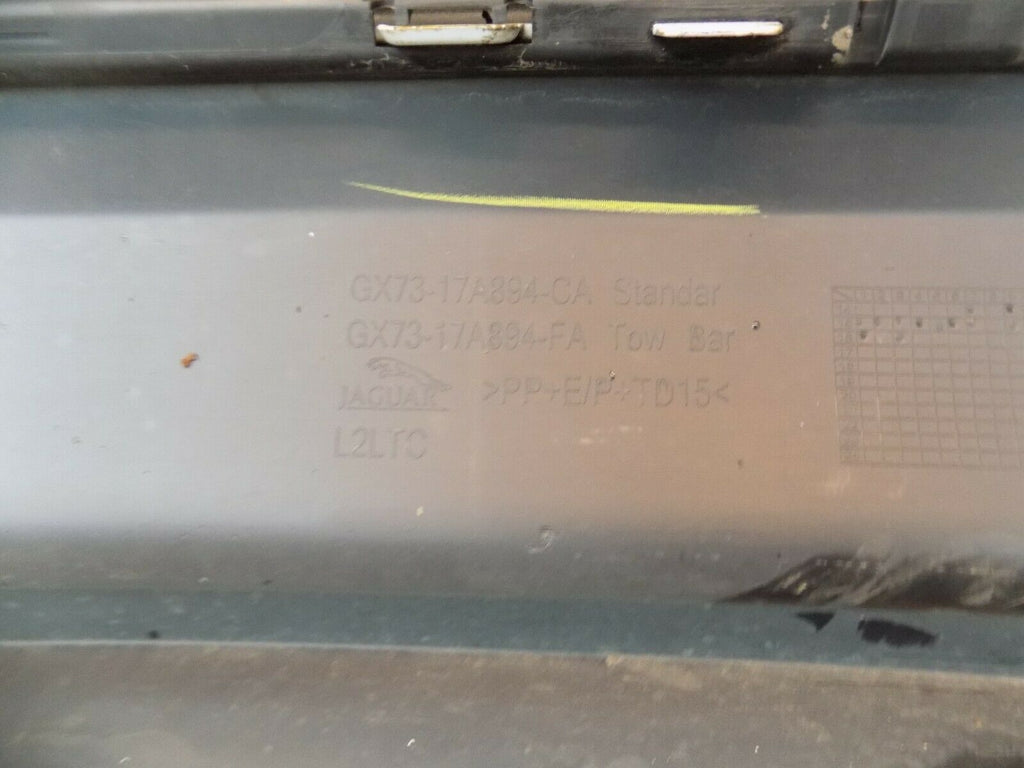 GX73-17A894-CA Standar
GX73-17A894-FA Tow Bar
JAGUAR >PP+E/P+TD15<
L2LTC